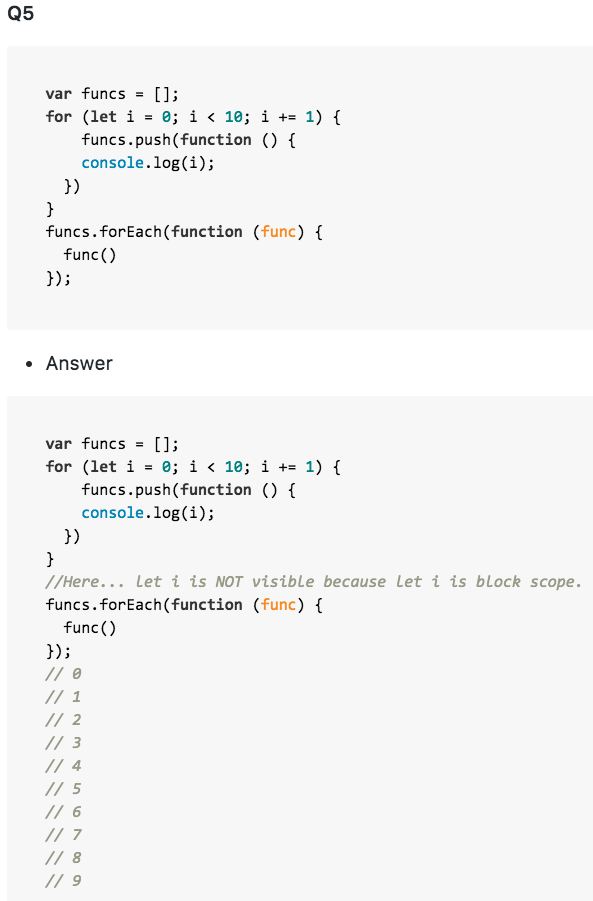 Q5
var funcs = [];
for (let i = 0; i < 10; i += 1) {
    funcs.push(function () {
    console.log(i);
  })
}
funcs.forEach(function (func) {
  func()
});
• Answer
var funcs = [];
for (let i = 0; i < 10; i += 1) {
    funcs.push(function () {
    console.log(i);
  })
}
//Here... let i is NOT visible because let i is block scope.
funcs.forEach(function (func) {
  func()
});
// 0
// 1
// 2
// 3
// 4
// 5
// 6
// 7
// 8
// 9